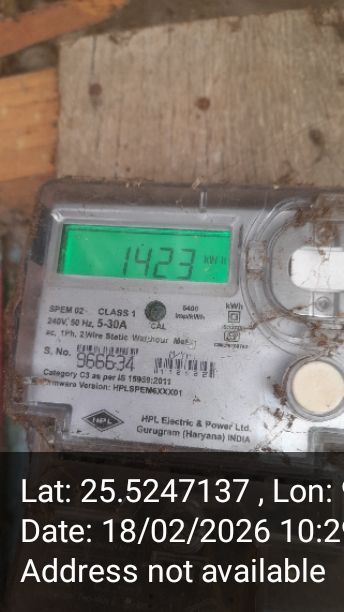 1423 kWh
SPEM 02 CLASS 1 5400 kWh
240V, 50 Hz, 5-30A CAL imp/kWh
ac, 1Ph, 2Wire Static Watthour Meter
S. No. 966634
Category C3 as per IS 15959:2011
Firmware Version: HPLSPEM6XXX01
HPL HPL Electric & Power Ltd.
Gurugram (Haryana) INDIA
Lat: 25.5247137 , Lon:
Date: 18/02/2026 10:29
Address not available